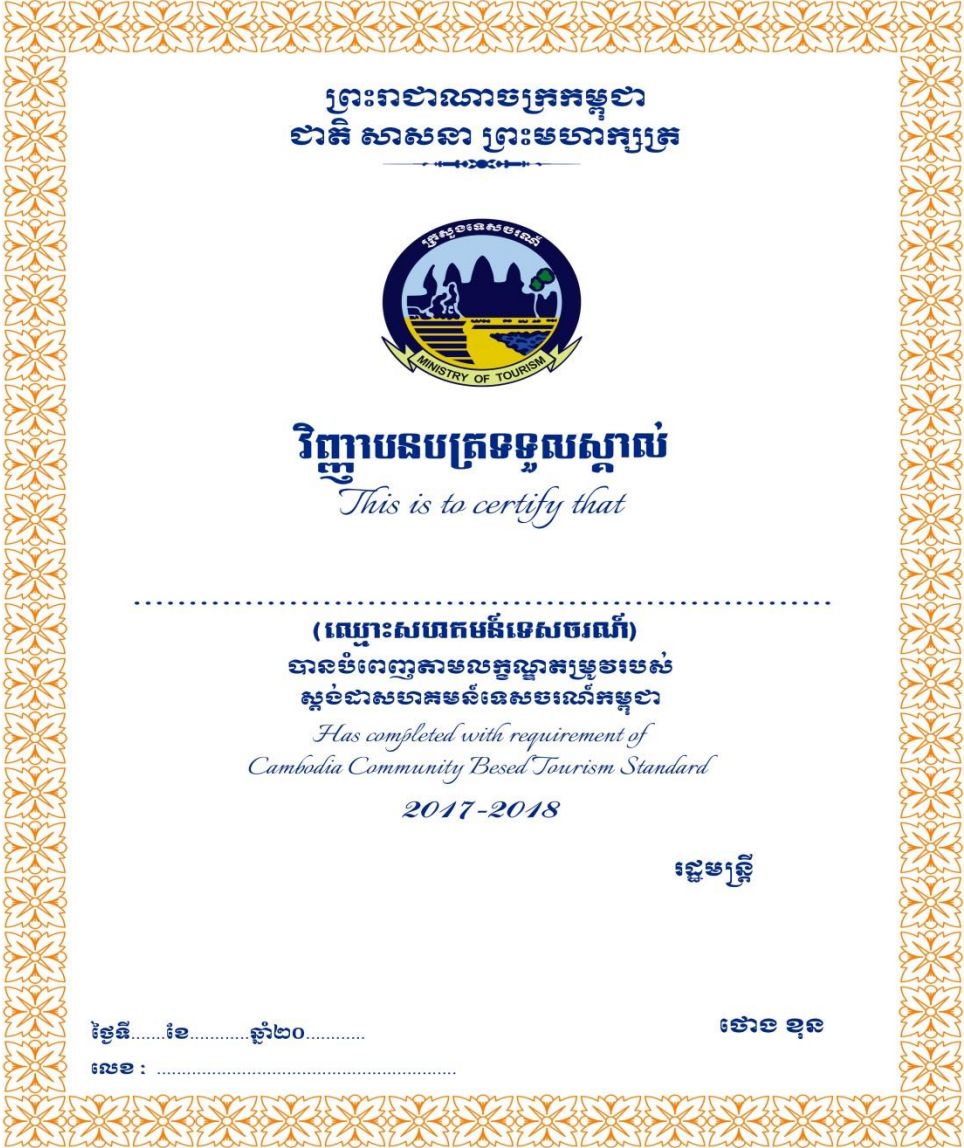 ព្រះរាជាណាចក្រកម្ពុជា
ជាតិ សាសនា ព្រះមហាក្សត្រ
ក្រសួងទេសចរណ៍
MINISTRY OF TOURISM
វិញ្ញាបនបត្រទទួលស្គាល់
This is to certify that
........................................................................
(ឈ្មោះសហគមន៍ទេសចរណ៍)
បានបំពេញតាមលក្ខណ្ឌតម្រូវរបស់
ស្តង់ដាសហគមន៍ទេសចរណ៍កម្ពុជា
Has completed with requirement of
Cambodia Community Besed Tourism Standard
2017-2018
រដ្ឋមន្ត្រី
ថោង ខុន
ថ្ងៃទី.......ខែ............ឆ្នាំ២០............
លេខ : ............................................................